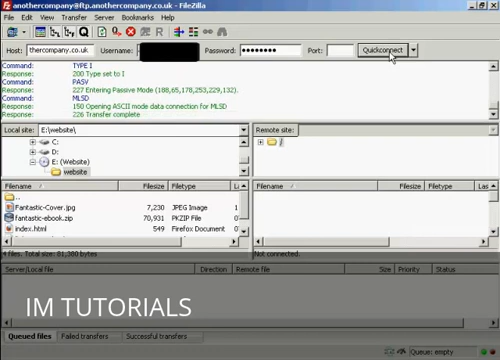 anothercompany@ftp.anothercompany.co.uk - FileZilla
File Edit View Transfer Server Bookmarks Help
Host: thercompany.co.uk Username: Password: •••••••• Port: Quickconnect
Command: TYPE I
Response: 200 Type set to I
Command: PASV
Response: 227 Entering Passive Mode (188,65,178,253,229,132).
Command: MLSD
Response: 150 Opening ASCII mode data connection for MLSD
Response: 226 Transfer complete
Local site: E:\website\ Remote site:
C:
D:
E: (Website)
website
/
Filename Filesize Filetype La Filename Filesize Filetype
..
Fantastic-Cover.jpg 7,230 JPEG Image
fantastic-ebook.zip 70,931 PKZIP File
index.html 549 Firefox Document
4 files. Total size: 81,380 bytes Not connected.
Server/Local file Direction Remote file Size Priority Status
IM TUTORIALS
Queued files Failed transfers Successful transfers
Queue: empty